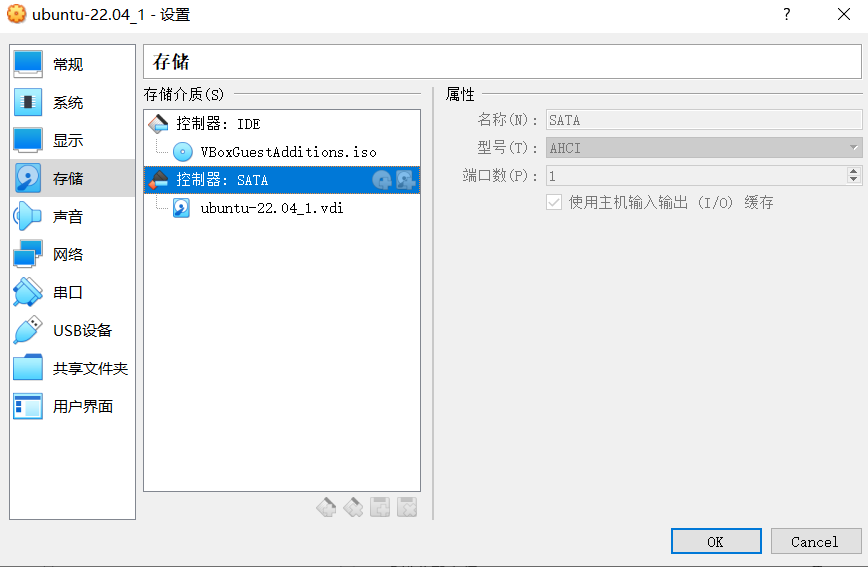 ubuntu-22.04_1 - 设置
常规
系统
显示
存储
声音
网络
串口
USB设备
共享文件夹
用户界面
存储
存储介质(S)
控制器: IDE
VBoxGuestAdditions.iso
控制器: SATA
ubuntu-22.04_1.vdi
属性
名称(N): SATA
型号(T): AHCI
端口数(P): 1
使用主机输入输出 (I/O) 缓存
OK
Cancel